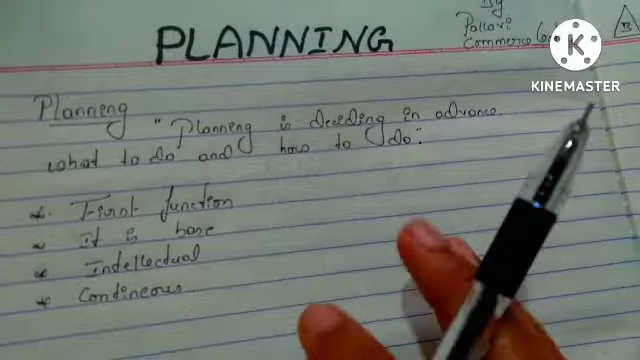 By
Pallavi
Commerce
PLANNING
KINEMASTER
Planning
"Planning is deciding in advance.
what to do and how to do"
First function
it is base
Intellectual
Contineous